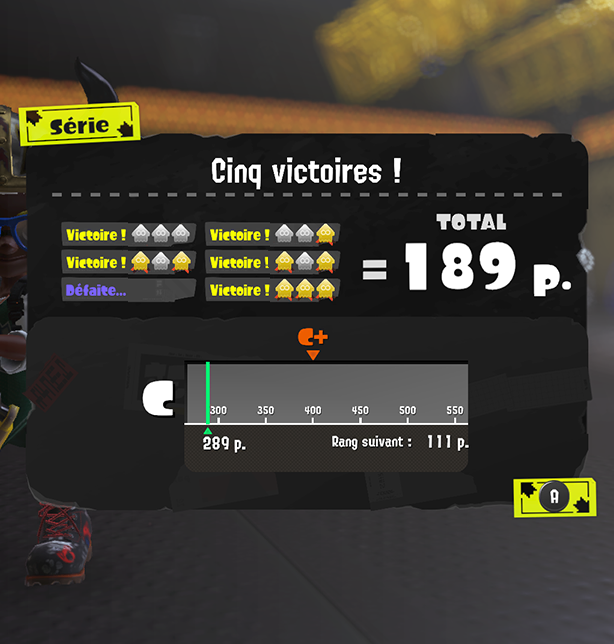 Série
Cinq victoires !
Victoire ! Victoire !
Victoire ! Victoire !
Défaite... Victoire !
TOTAL
= 189 p.
C+
C
300 350 400 450 500 550
289 p. Rang suivant : 111 p.
A